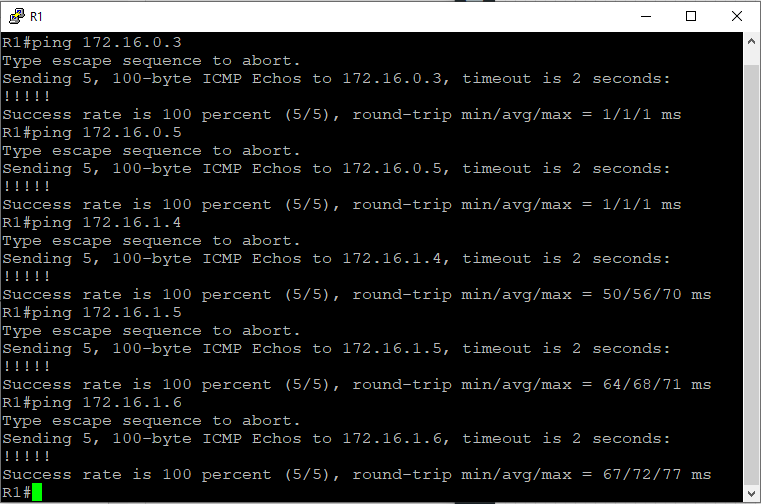 R1
R1#ping 172.16.0.3
Type escape sequence to abort.
Sending 5, 100-byte ICMP Echos to 172.16.0.3, timeout is 2 seconds:
!!!!!
Success rate is 100 percent (5/5), round-trip min/avg/max = 1/1/1 ms
R1#ping 172.16.0.5
Type escape sequence to abort.
Sending 5, 100-byte ICMP Echos to 172.16.0.5, timeout is 2 seconds:
!!!!!
Success rate is 100 percent (5/5), round-trip min/avg/max = 1/1/1 ms
R1#ping 172.16.1.4
Type escape sequence to abort.
Sending 5, 100-byte ICMP Echos to 172.16.1.4, timeout is 2 seconds:
!!!!!
Success rate is 100 percent (5/5), round-trip min/avg/max = 50/56/70 ms
R1#ping 172.16.1.5
Type escape sequence to abort.
Sending 5, 100-byte ICMP Echos to 172.16.1.5, timeout is 2 seconds:
!!!!!
Success rate is 100 percent (5/5), round-trip min/avg/max = 64/68/71 ms
R1#ping 172.16.1.6
Type escape sequence to abort.
Sending 5, 100-byte ICMP Echos to 172.16.1.6, timeout is 2 seconds:
!!!!!
Success rate is 100 percent (5/5), round-trip min/avg/max = 67/72/77 ms
R1#